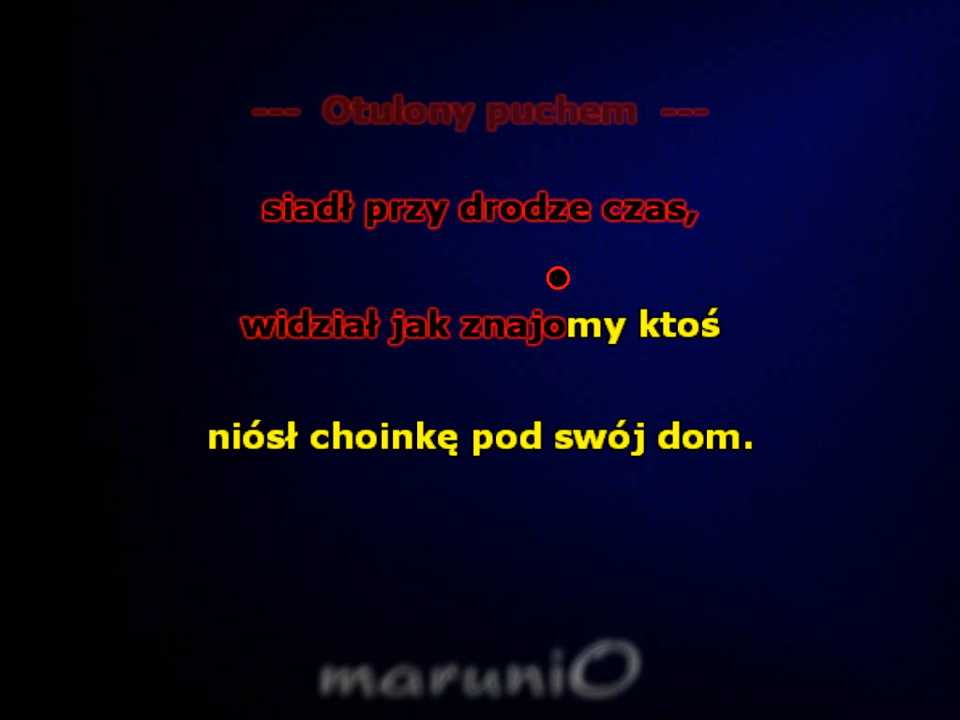 --- Otulony puchem ---
siadł przy drodze czas,
widział jak znajomy ktoś
niósł choinkę pod swój dom.
maruniO